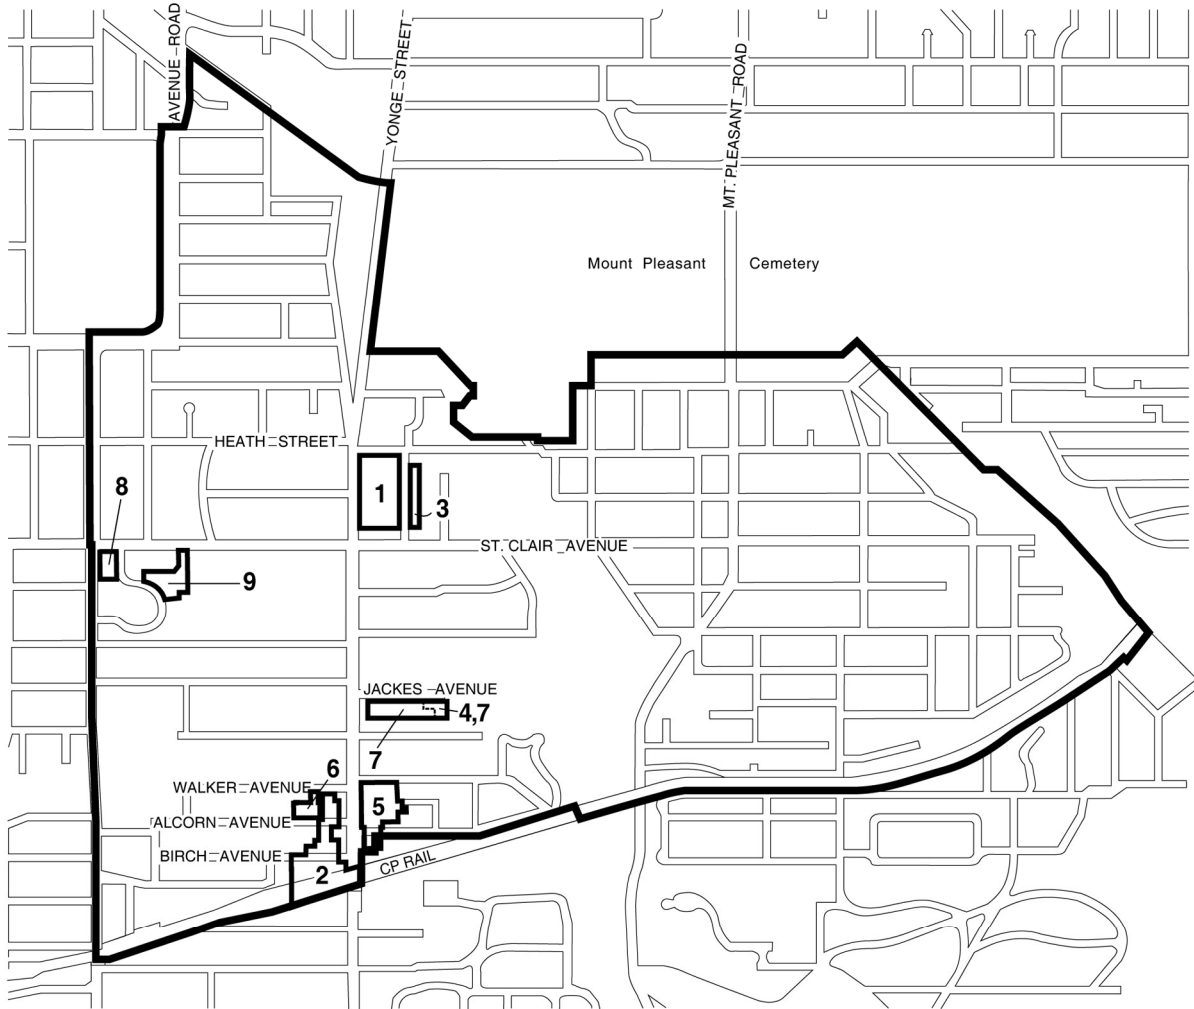 AVENUE ROAD
YONGE STREET
MT. PLEASANT ROAD
Mount Pleasant Cemetery
HEATH STREET
8
1
3
ST. CLAIR AVENUE
9
JACKES AVENUE
4,7
7
6
WALKER AVENUE
5
ALCORN AVENUE
BIRCH AVENUE
2
CP RAIL